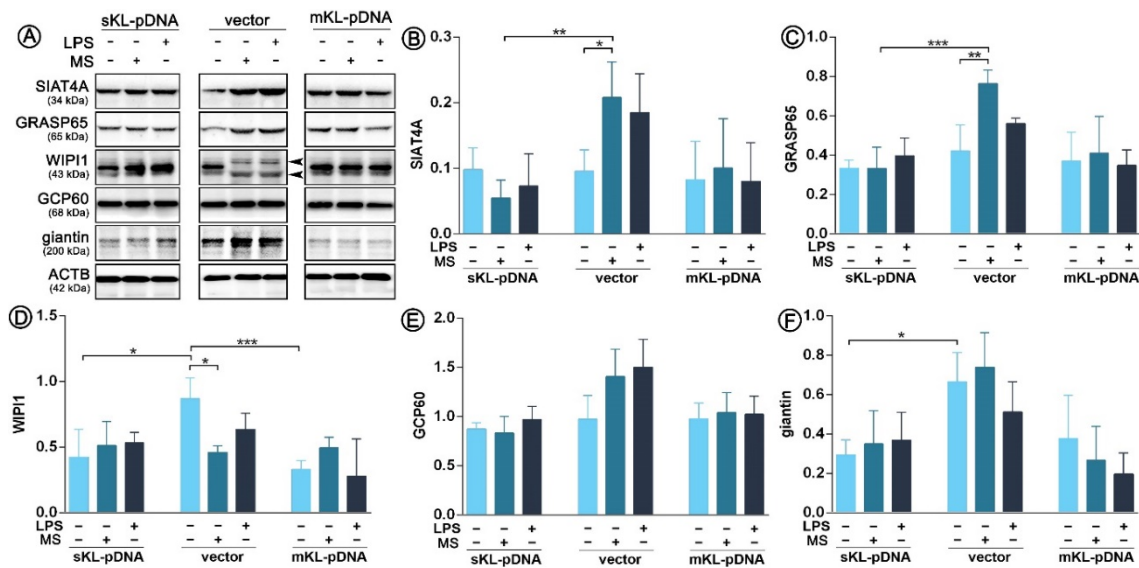 A
sKL-pDNA vector mKL-pDNA
LPS - - + - - + - - +
MS - + - - + - - + -
SIAT4A
(34 kDa)
GRASP65
(65 kDa)
WIPI1
(43 kDa)
GCP60
(68 kDa)
giantin
(200 kDa)
ACTB
(42 kDa)
B
**
*
0.3
0.2
0.1
0.0
SIAT4A
LPS - - + - - + - - +
MS - + - - + - - + -
sKL-pDNA vector mKL-pDNA
C
***
**
1.0
0.8
0.6
0.4
0.2
0.0
GRASP65
LPS - - + - - + - - +
MS - + - - + - - + -
sKL-pDNA vector mKL-pDNA
D
* ***
*
1.5
1.0
0.5
0.0
WIPI1
LPS - - + - - + - - +
MS - + - - + - - + -
sKL-pDNA vector mKL-pDNA
E
2.0
1.5
1.0
0.5
0.0
GCP60
LPS - - + - - + - - +
MS - + - - + - - + -
sKL-pDNA vector mKL-pDNA
F
*
1.0
0.8
0.6
0.4
0.2
0.0
giantin
LPS - - + - - + - - +
MS - + - - + - - + -
sKL-pDNA vector mKL-pDNA